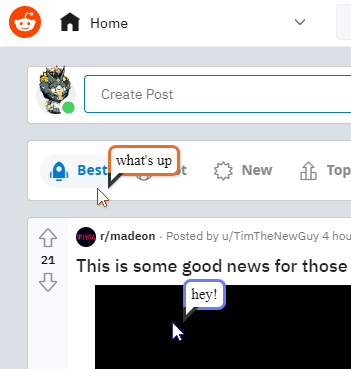 Home
Create Post
Best
what's up
New
Top
r/madeon · Posted by u/TimTheNewGuy 4 hou
21
This is some good news for those
hey!